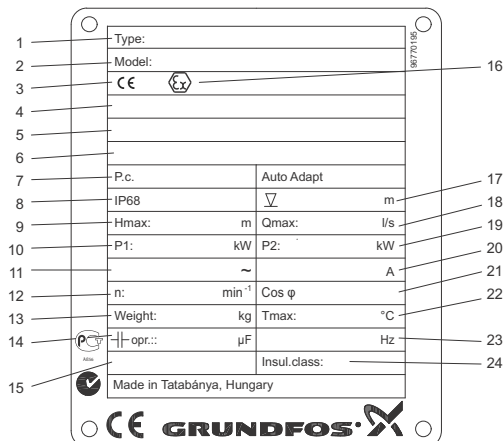 96770195
1 Type:
2 Model: 16
3 CE Ex
4
5
6
7 P.c. Auto Adapt
8 IP68 m 17
9 Hmax: m Qmax: l/s 18
10 P1: kW P2: kW 19
11 ~ A 20
12 n: min⁻¹ Cos φ 21
13 Weight: kg Tmax: °C 22
14 opr.:: µF Hz 23
15 Insul.class: 24
Made in Tatabánya, Hungary
CE GRUNDFOS